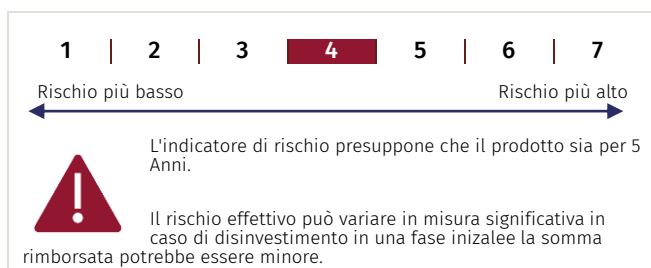 1 | 2 | 3 | 4 | 5 | 6 | 7
Rischio più basso Rischio più alto
L'indicatore di rischio presuppone che il prodotto sia per 5
Anni.
Il rischio effettivo può variare in misura significativa in
caso di disinvestimento in una fase inizalee la somma
rimborsata potrebbe essere minore.